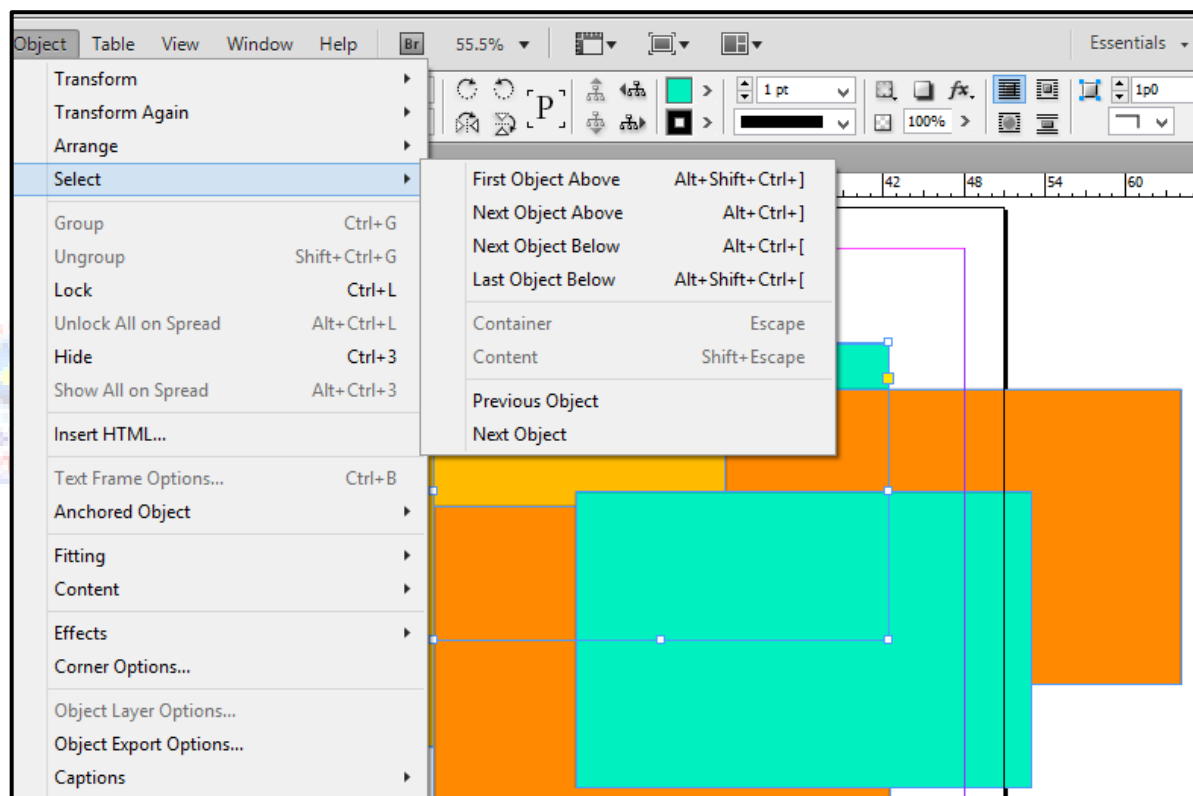 Object Table View Window Help Br 55.5% Essentials
P 1 pt fx. 1p0
100%
Transform
Transform Again
Arrange
Select
Group Ctrl+G
Ungroup Shift+Ctrl+G
Lock Ctrl+L
Unlock All on Spread Alt+Ctrl+L
Hide Ctrl+3
Show All on Spread Alt+Ctrl+3
Insert HTML...
Text Frame Options... Ctrl+B
Anchored Object
Fitting
Content
Effects
Corner Options...
Object Layer Options...
Object Export Options...
Captions
First Object Above Alt+Shift+Ctrl+]
Next Object Above Alt+Ctrl+]
Next Object Below Alt+Ctrl+[
Last Object Below Alt+Shift+Ctrl+[
Container Escape
Content Shift+Escape
Previous Object
Next Object
42 48 54 60